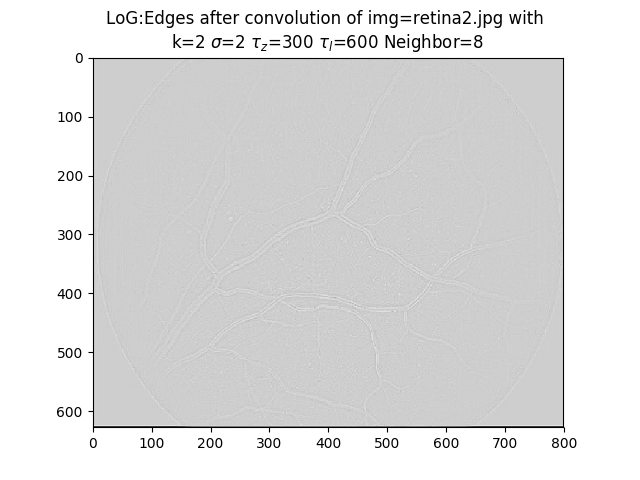 LoG:Edges after convolution of img=retina2.jpg with
k=2 σ=2 τz=300 τl=600 Neighbor=8
0
100
200
300
400
500
600
0 100 200 300 400 500 600 700 800